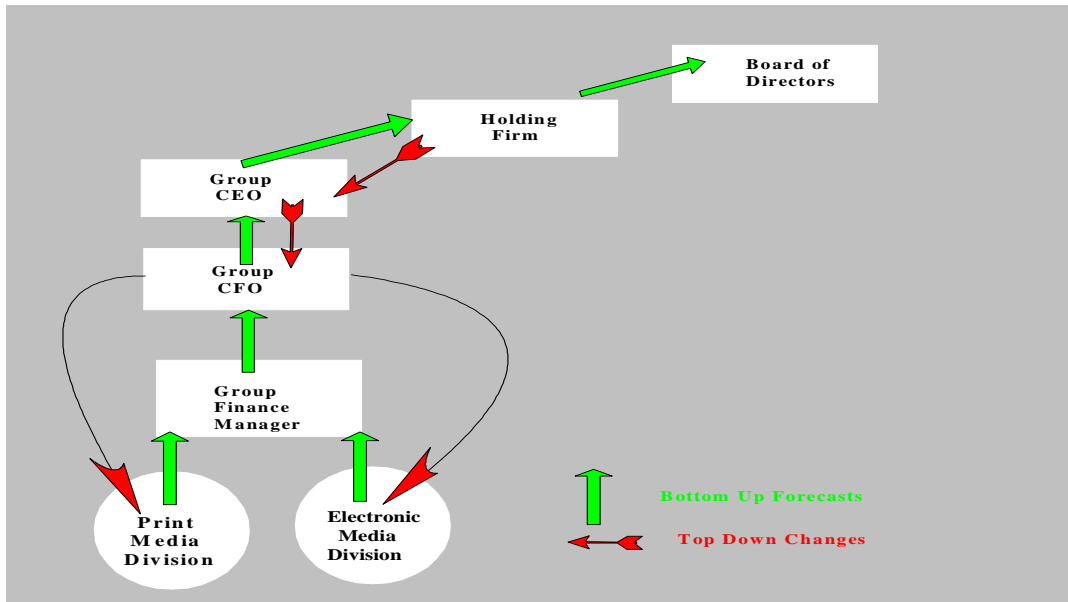 Board of
Directors
Holding
Firm
Group
CEO
Group
CFO
Group
Finance
Manager
Print
Media
Division
Electronic
Media
Division
Bottom Up Forecasts
Top Down Changes